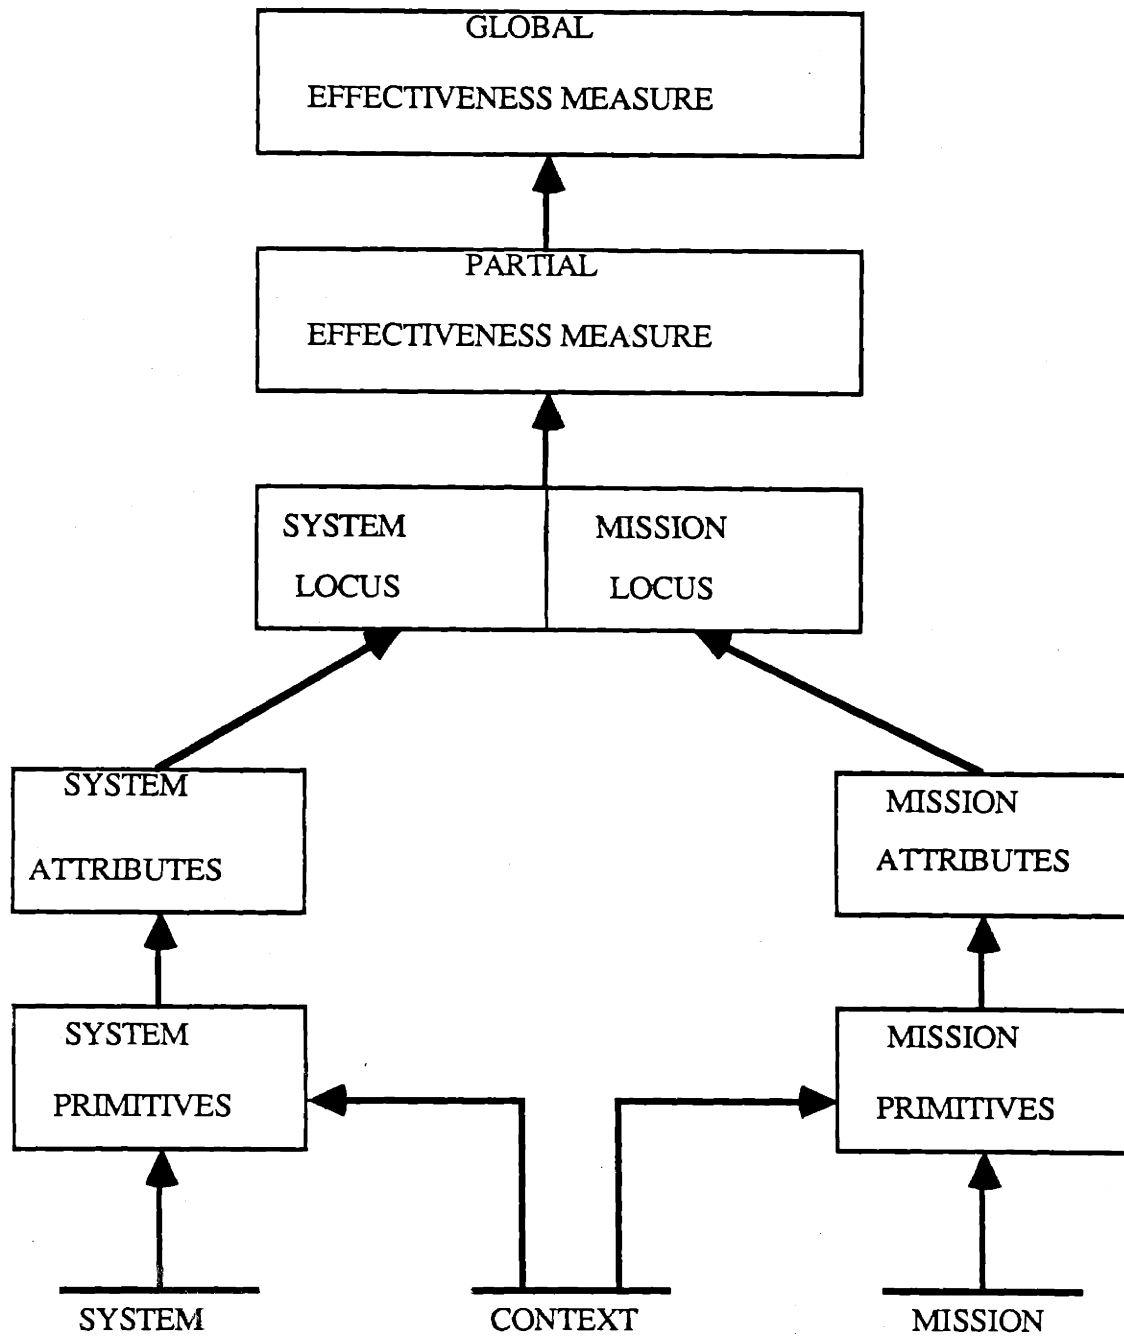 GLOBAL
EFFECTIVENESS MEASURE
PARTIAL
EFFECTIVENESS MEASURE
SYSTEM
LOCUS
MISSION
LOCUS
SYSTEM
ATTRIBUTES
MISSION
ATTRIBUTES
SYSTEM
PRIMITIVES
MISSION
PRIMITIVES
SYSTEM
CONTEXT
MISSION